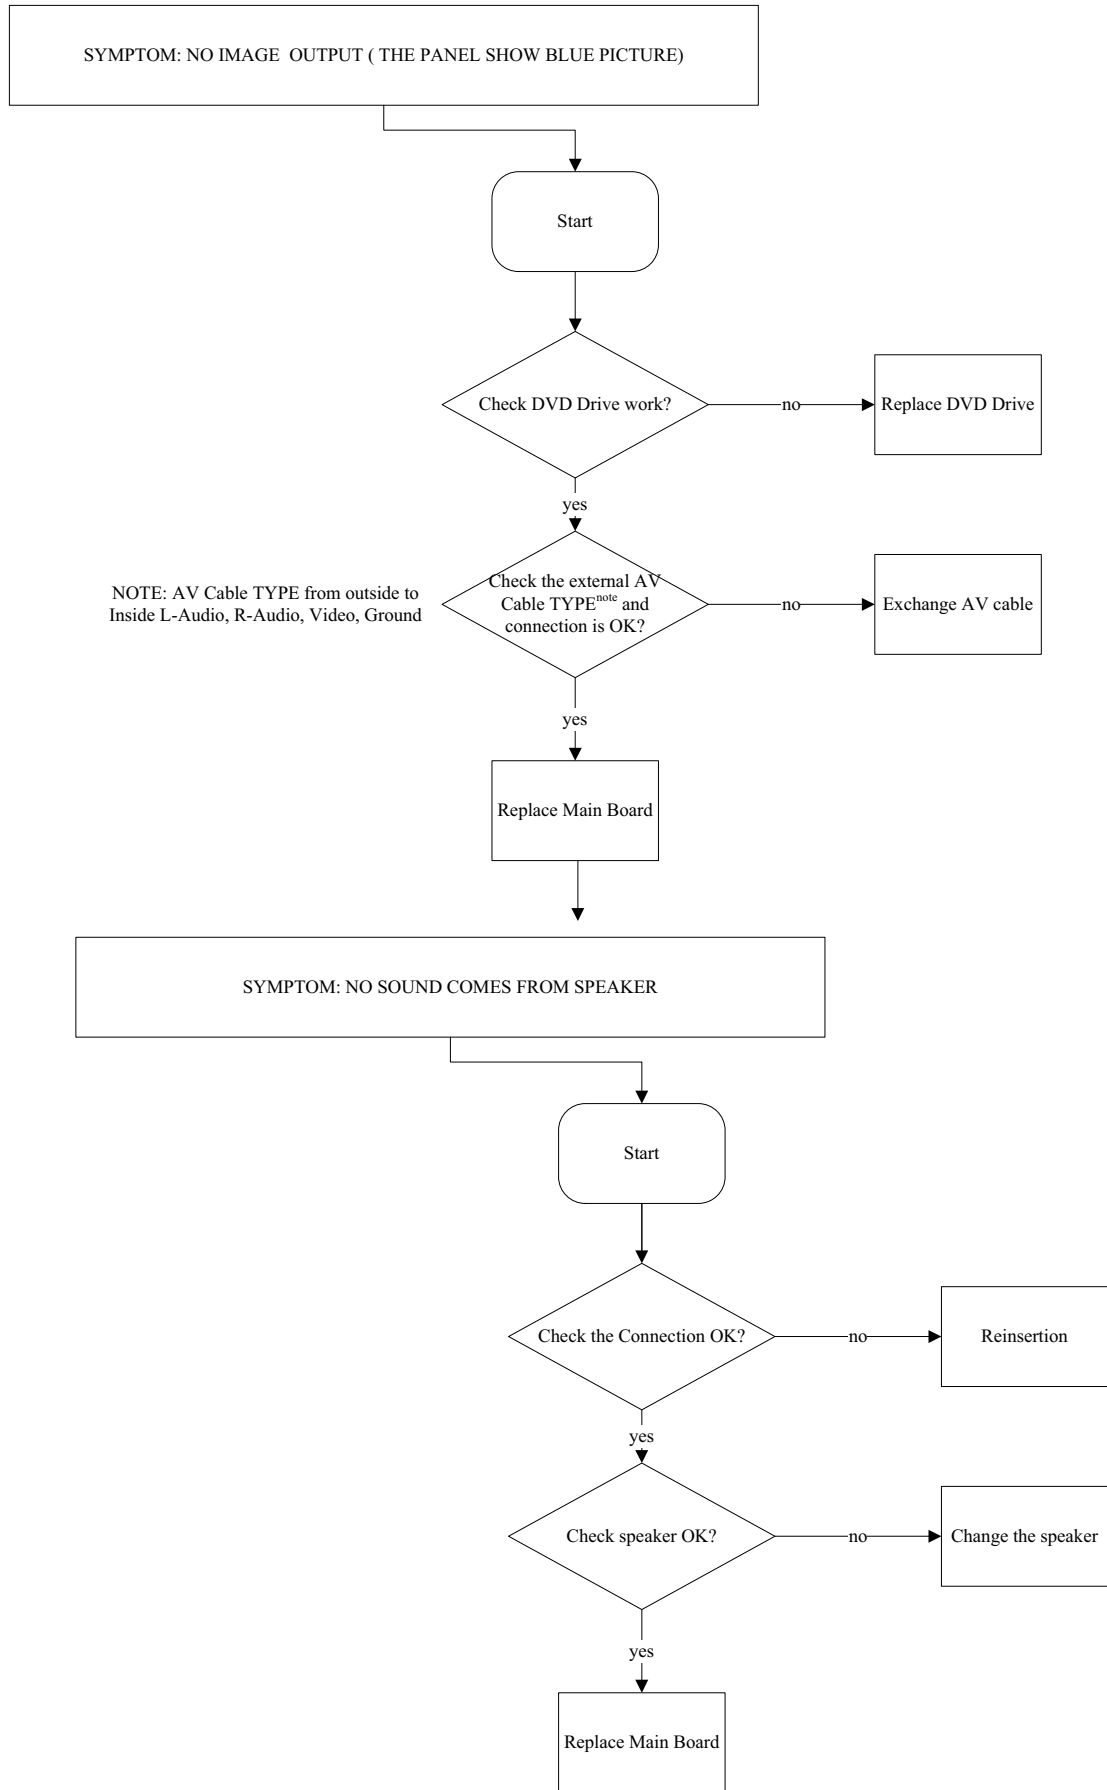 SYMPTOM: NO IMAGE OUTPUT ( THE PANEL SHOW BLUE PICTURE)
Start
Check DVD Drive work?
no
Replace DVD Drive
yes
NOTE: AV Cable TYPE from outside to
Inside L-Audio, R-Audio, Video, Ground
Check the external AV
Cable TYPEnote and
connection is OK?
no
Exchange AV cable
yes
Replace Main Board
SYMPTOM: NO SOUND COMES FROM SPEAKER
Start
Check the Connection OK?
no
Reinsertion
yes
Check speaker OK?
no
Change the speaker
yes
Replace Main Board